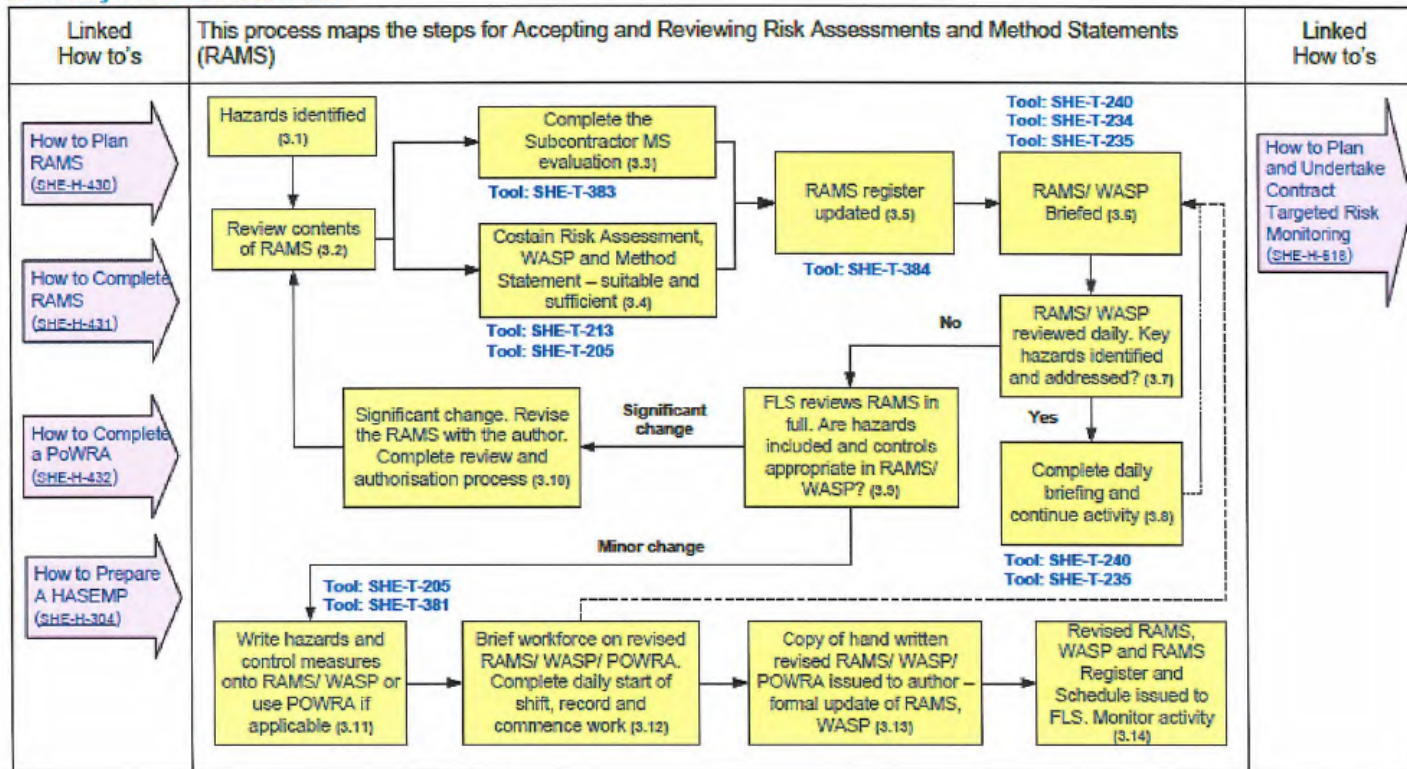 Linked
How to's
This process maps the steps for Accepting and Reviewing Risk Assessments and Method Statements
(RAMS)
Linked
How to's
How to Plan
RAMS
(SHE-H-430)
How to Complete
RAMS
(SHE-H-431)
How to Complete
a PoWRA
(SHE-H-432)
How to Prepare
A HASEMP
(SHE-H-304)
Hazards identified
(3.1)
Review contents
of RAMS (3.2)
Complete the
Subcontractor MS
evaluation (3.3)
Tool: SHE-T-383
Costain Risk Assessment,
WASP and Method
Statement – suitable and
sufficient (3.4)
Tool: SHE-T-213
Tool: SHE-T-205
RAMS register
updated (3.5)
Tool: SHE-T-384
Tool: SHE-T-240
Tool: SHE-T-234
Tool: SHE-T-235
RAMS/ WASP
Briefed (3.6)
RAMS/ WASP
reviewed daily. Key
hazards identified
and addressed? (3.7)
No
Yes
Complete daily
briefing and
continue activity (3.8)
Tool: SHE-T-240
Tool: SHE-T-235
FLS reviews RAMS in
full. Are hazards
included and controls
appropriate in RAMS/
WASP? (3.9)
Significant
change
Significant change. Revise
the RAMS with the author.
Complete review and
authorisation process (3.10)
Minor change
Tool: SHE-T-205
Tool: SHE-T-381
Write hazards and
control measures
onto RAMS/ WASP or
use POWRA if
applicable (3.11)
Brief workforce on revised
RAMS/ WASP/ POWRA.
Complete daily start of
shift, record and
commence work (3.12)
Copy of hand written
revised RAMS/ WASP/
POWRA issued to author –
formal update of RAMS,
WASP (3.13)
Revised RAMS,
WASP and RAMS
Register and
Schedule issued to
FLS. Monitor activity
(3.14)
How to Plan
and Undertake
Contract
Targeted Risk
Monitoring
(SHE-H-618)